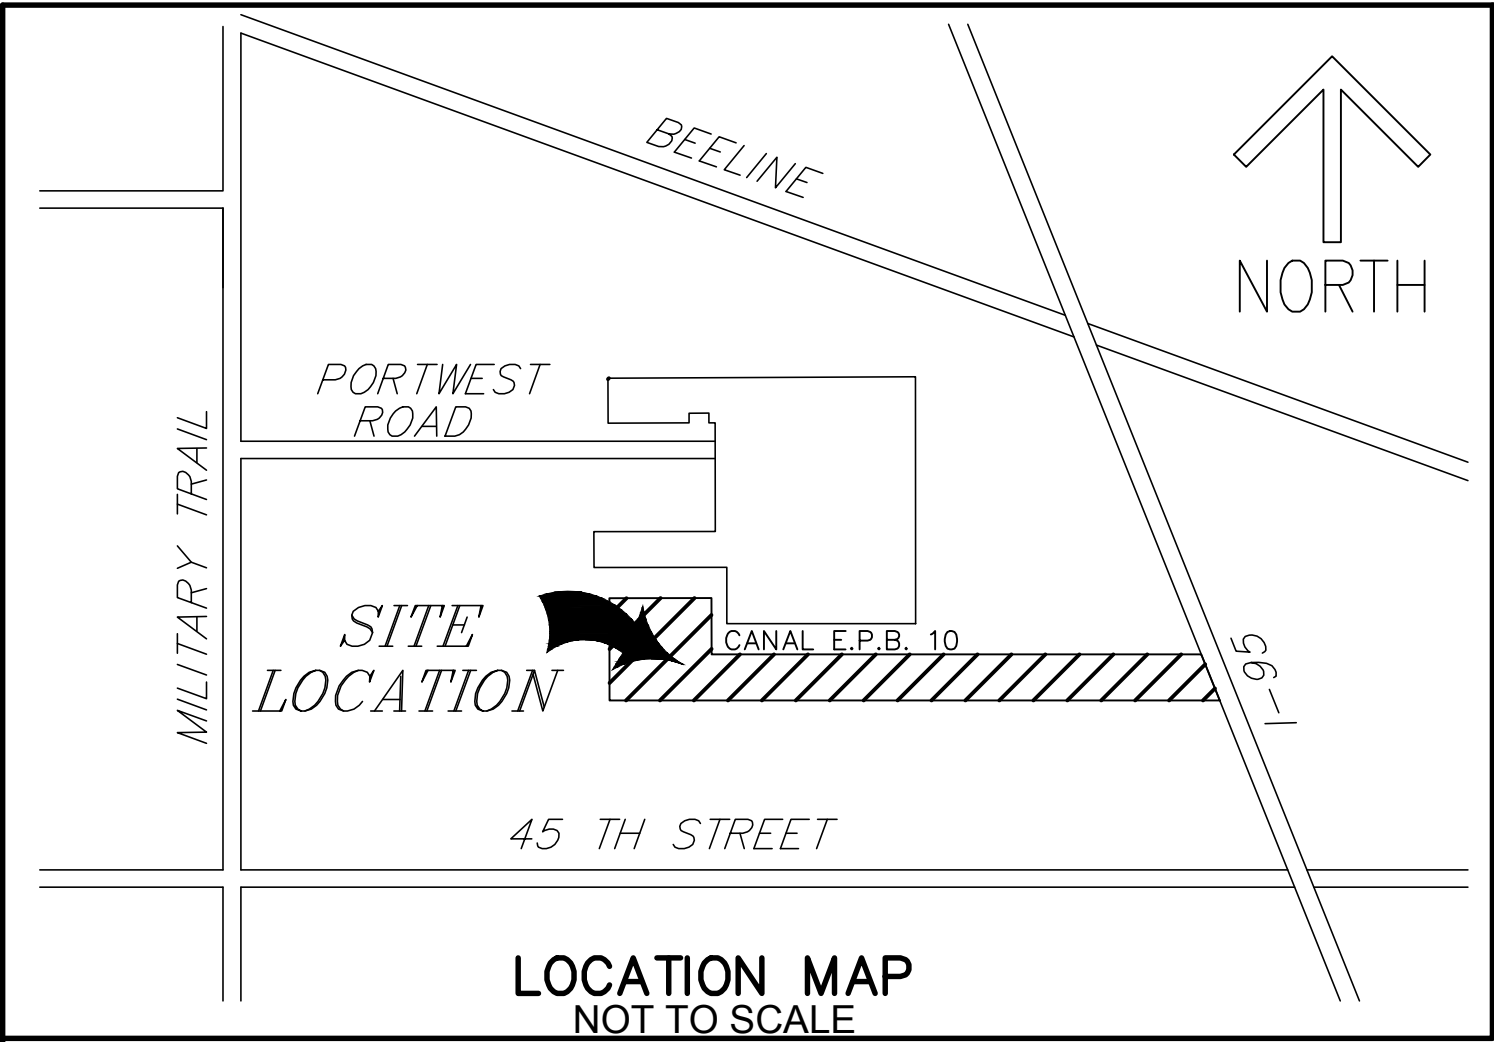 BEELINE
NORTH
PORTWEST
ROAD
MILITARY TRAIL
SITE
LOCATION
CANAL E.P.B. 10
I-95
45 TH STREET
LOCATION MAP
NOT TO SCALE